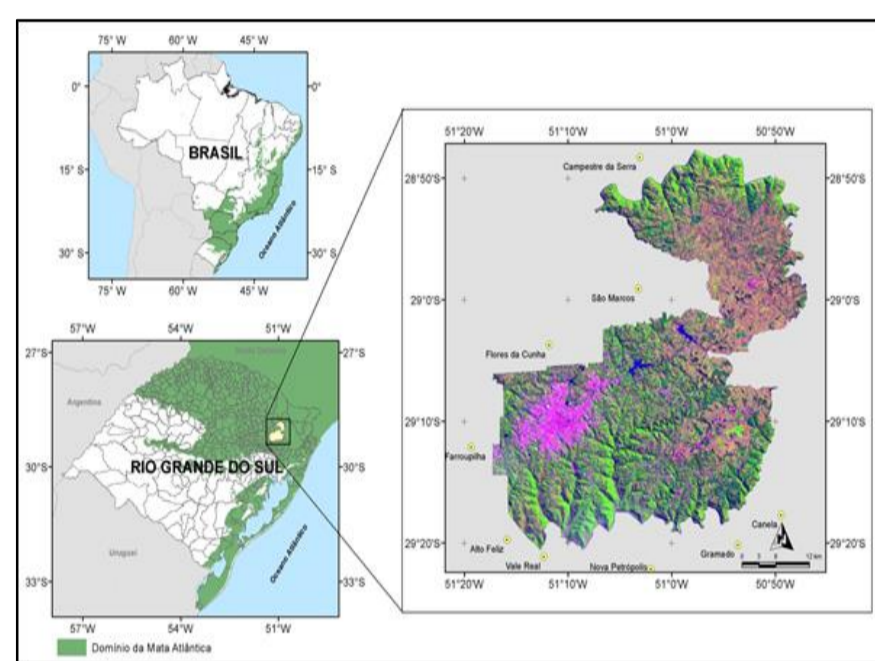 75° W 60° W 45° W
0° 0°
BRASIL
15° S 15° S
Oceano Atlântico
30° S 30° S
75° W 60° W 45° W
57°W 54°W 51°W
27°S 27°S
Argentina
30°S RIO GRANDE DO SUL 30°S
Oceano Atlântico
Uruguai
33°S 33°S
57°W 54°W 51°W
Domínio da Mata Atlântica
51°20'W 51°10'W 51°0'W 50°50'W
Campestre da Serra
28°50'S 28°50'S
São Marcos
29°0'S 29°0'S
Flores da Cunha
29°10'S 29°10'S
Farroupilha
Canela
Alto Feliz
29°20'S 29°20'S
Vale Real
Gramado
Nova Petrópolis
51°20'W 51°10'W 51°0'W 50°50'W